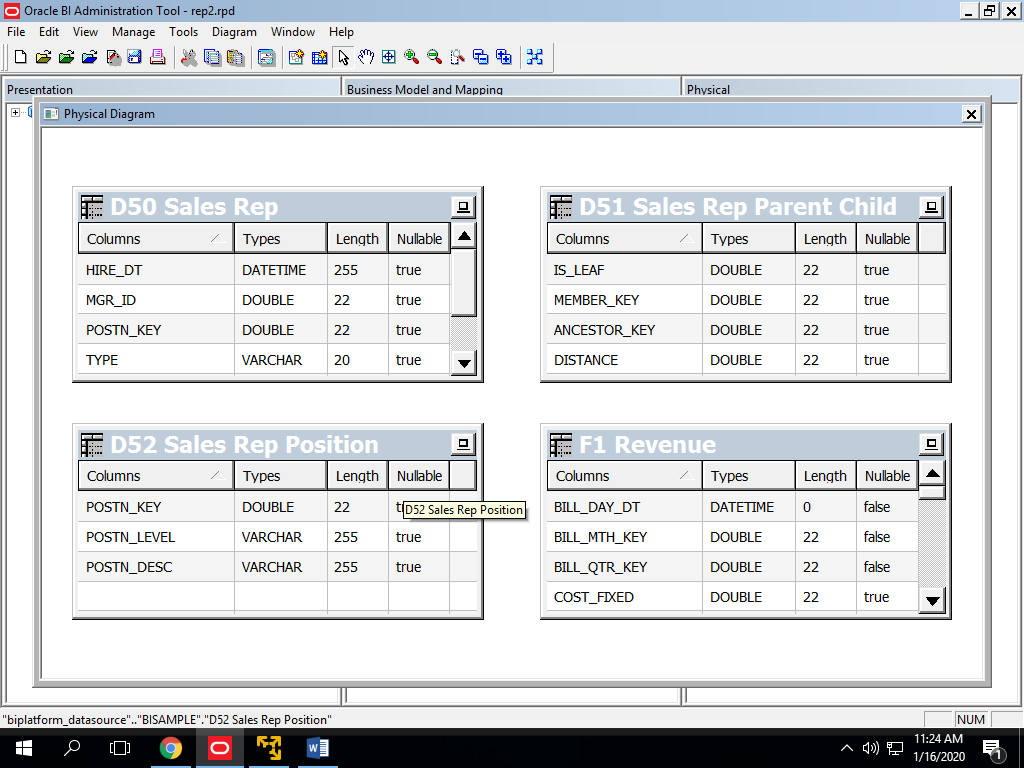 Oracle BI Administration Tool - rep2.rpd
File Edit View Manage Tools Diagram Window Help
Presentation Business Model and Mapping Physical
Physical Diagram
D50 Sales Rep
Columns Types Length Nullable
HIRE_DT DATETIME 255 true
MGR_ID DOUBLE 22 true
POSTN_KEY DOUBLE 22 true
TYPE VARCHAR 20 true
D51 Sales Rep Parent Child
Columns Types Length Nullable
IS_LEAF DOUBLE 22 true
MEMBER_KEY DOUBLE 22 true
ANCESTOR_KEY DOUBLE 22 true
DISTANCE DOUBLE 22 true
D52 Sales Rep Position
Columns Types Length Nullable
POSTN_KEY DOUBLE 22
D52 Sales Rep Position
POSTN_LEVEL VARCHAR 255 true
POSTN_DESC VARCHAR 255 true
F1 Revenue
Columns Types Length Nullable
BILL_DAY_DT DATETIME 0 false
BILL_MTH_KEY DOUBLE 22 false
BILL_QTR_KEY DOUBLE 22 false
COST_FIXED DOUBLE 22 true
"biplatform_datasource".."BISAMPLE"."D52 Sales Rep Position"
NUM
11:24 AM
1/16/2020
1